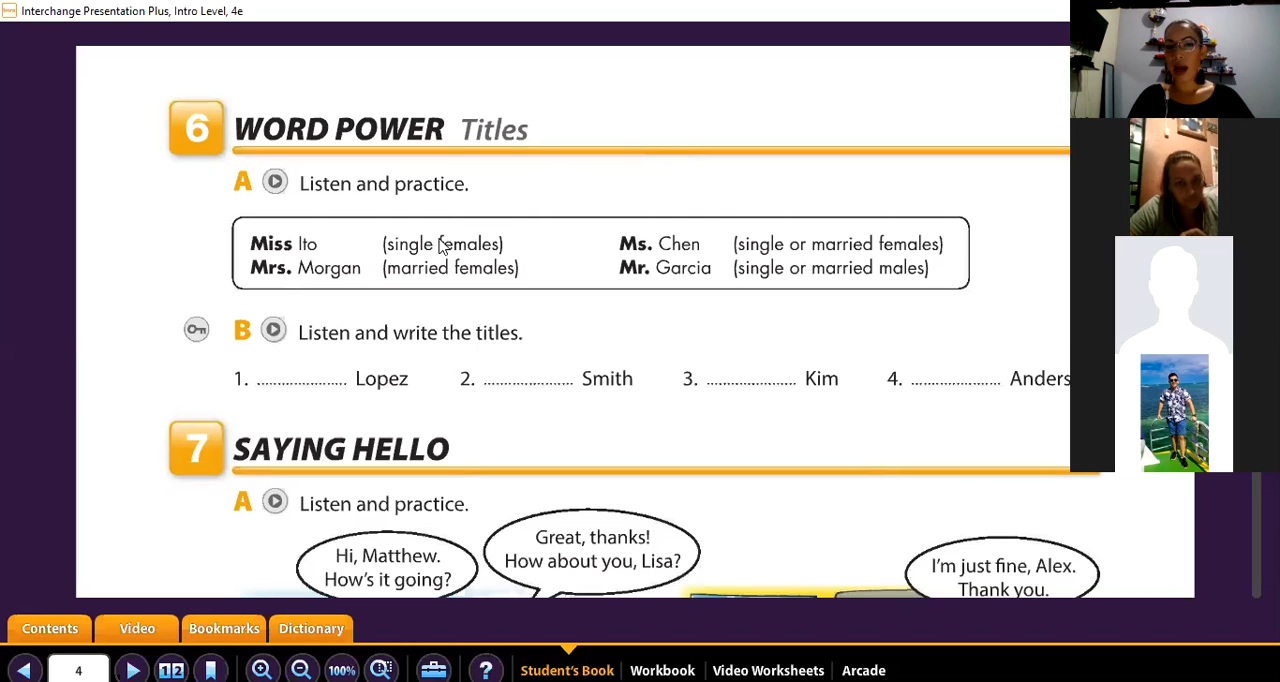 Interchange Presentation Plus, Intro Level, 4e
6 WORD POWER Titles
A Listen and practice.
Miss Ito (single females) Ms. Chen (single or married females)
Mrs. Morgan (married females) Mr. Garcia (single or married males)
B Listen and write the titles.
1. .................... Lopez 2. .................... Smith 3. .................... Kim 4. .................... Anders
7 SAYING HELLO
A Listen and practice.
Hi, Matthew.
How's it going?
Great, thanks!
How about you, Lisa?
I'm just fine, Alex.
Thank you.
Contents Video Bookmarks Dictionary
4 12 100% ? Student's Book Workbook Video Worksheets Arcade